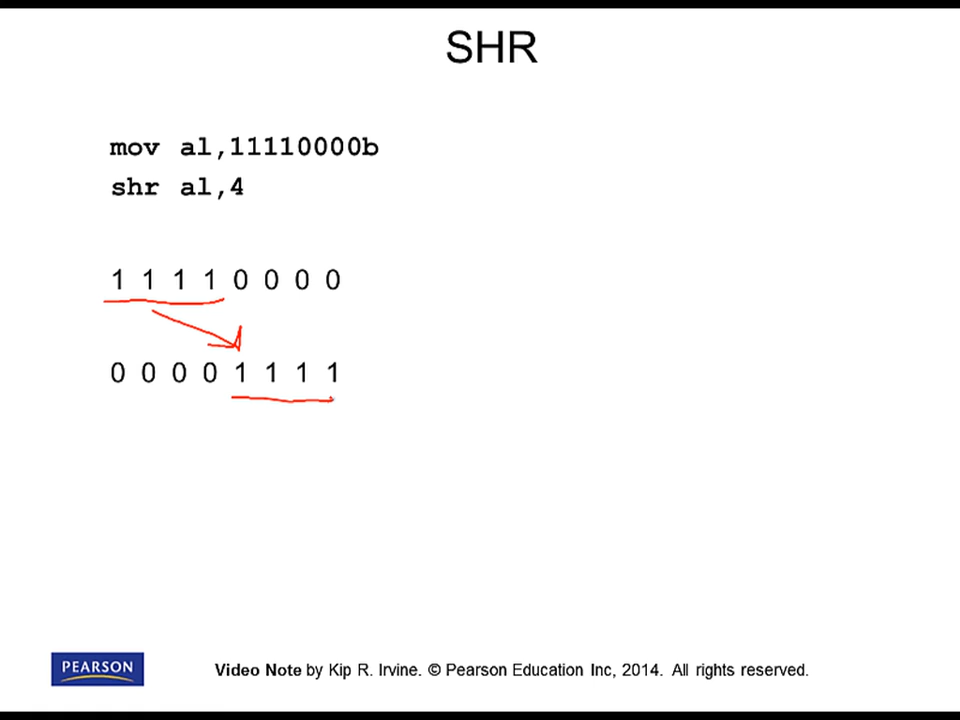 SHR
mov al,11110000b
shr al,4
1 1 1 1 0 0 0 0
0 0 0 0 1 1 1 1
PEARSON
Video Note by Kip R. Irvine. © Pearson Education Inc, 2014. All rights reserved.